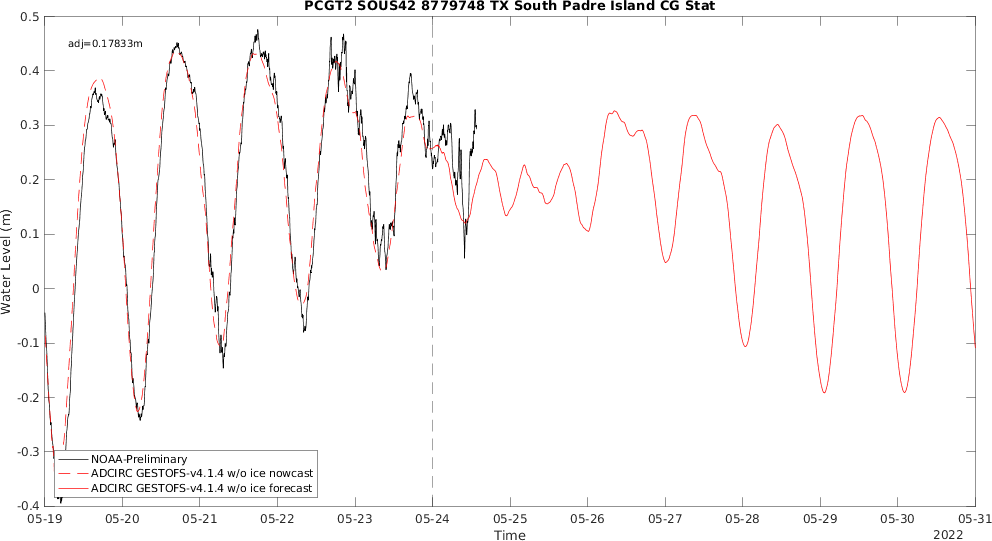 PCGT2 SOUS42 8779748 TX South Padre Island CG Stat
adj=0.17833m
0.5
0.4
0.3
0.2
0.1
0
-0.1
-0.2
-0.3
-0.4
Water Level (m)
NOAA-Preliminary
ADCIRC GESTOFS-v4.1.4 w/o ice nowcast
ADCIRC GESTOFS-v4.1.4 w/o ice forecast
05-19 05-20 05-21 05-22 05-23 05-24 05-25 05-26 05-27 05-28 05-29 05-30 05-31
Time
2022